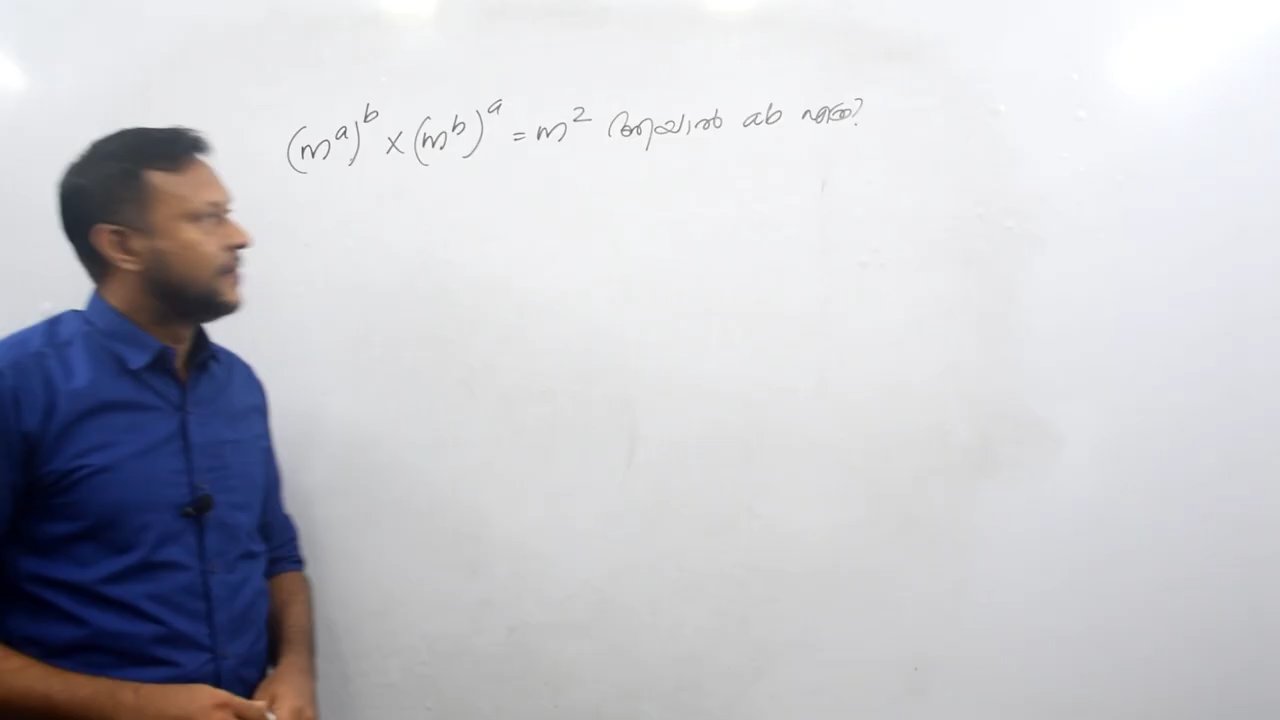 (m^a)^b × (m^b)^a = m^2 ആയാൽ ab എത്ര?